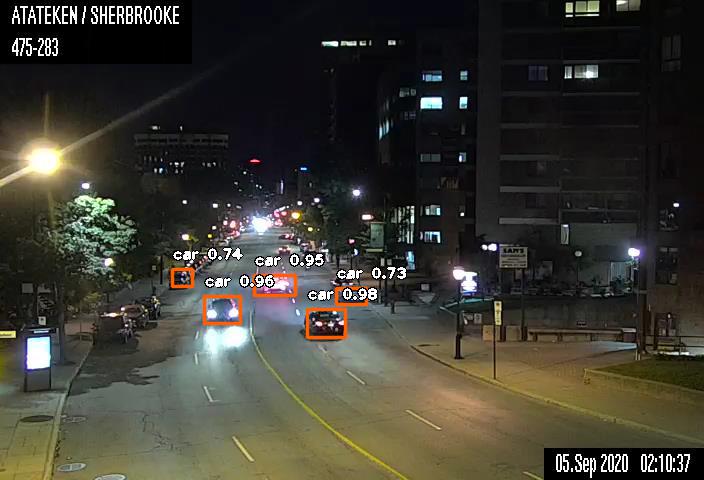 ATATEKEN / SHERBROOKE
475-283
car 0.74
car 0.95
car 0.73
car 0.96
car 0.98
05.Sep 2020 02:10:37